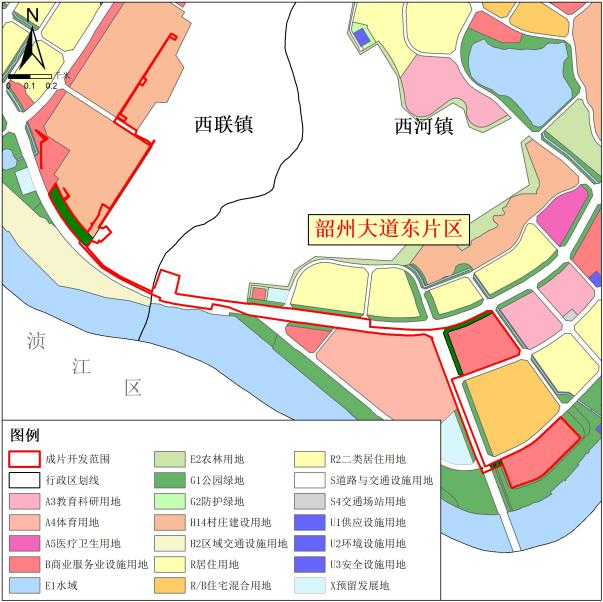 N
千米
0 0.1 0.2
西联镇
西河镇
韶州大道东片区
浈江区
图例
成片开发范围
行政区划线
A3教育科研用地
A4体育用地
A5医疗卫生用地
B商业服务业设施用地
E1水域
E2农林用地
G1公园绿地
G2防护绿地
H14村庄建设用地
H2区域交通设施用地
R居住用地
R/B住宅混合用地
R2二类居住用地
S道路与交通设施用地
S4交通场站用地
U1供应设施用地
U2环境设施用地
U3安全设施用地
X预留发展地